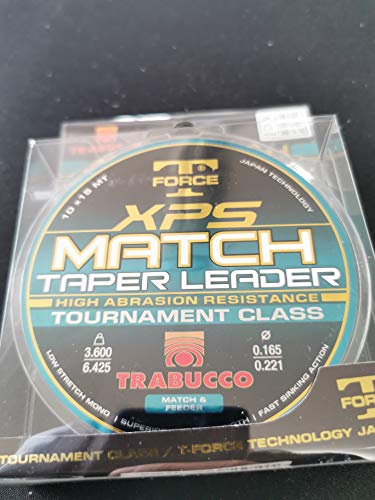 TRABUCCO
T ®
FORCE
JAPAN TECHNOLOGY
10 x 15 MT
XPS
MATCH
TAPER LEADER
HIGH ABRASION RESISTANCE
TOURNAMENT CLASS
3.600
6.425
Ø
0.165
0.221
TRABUCCO
MATCH &
FEEDER
LOW STRETCH MONO
FAST SINKING ACTION
T
FORCE
TOURNAMENT CLASS / T-FORCE TECHNOLOGY